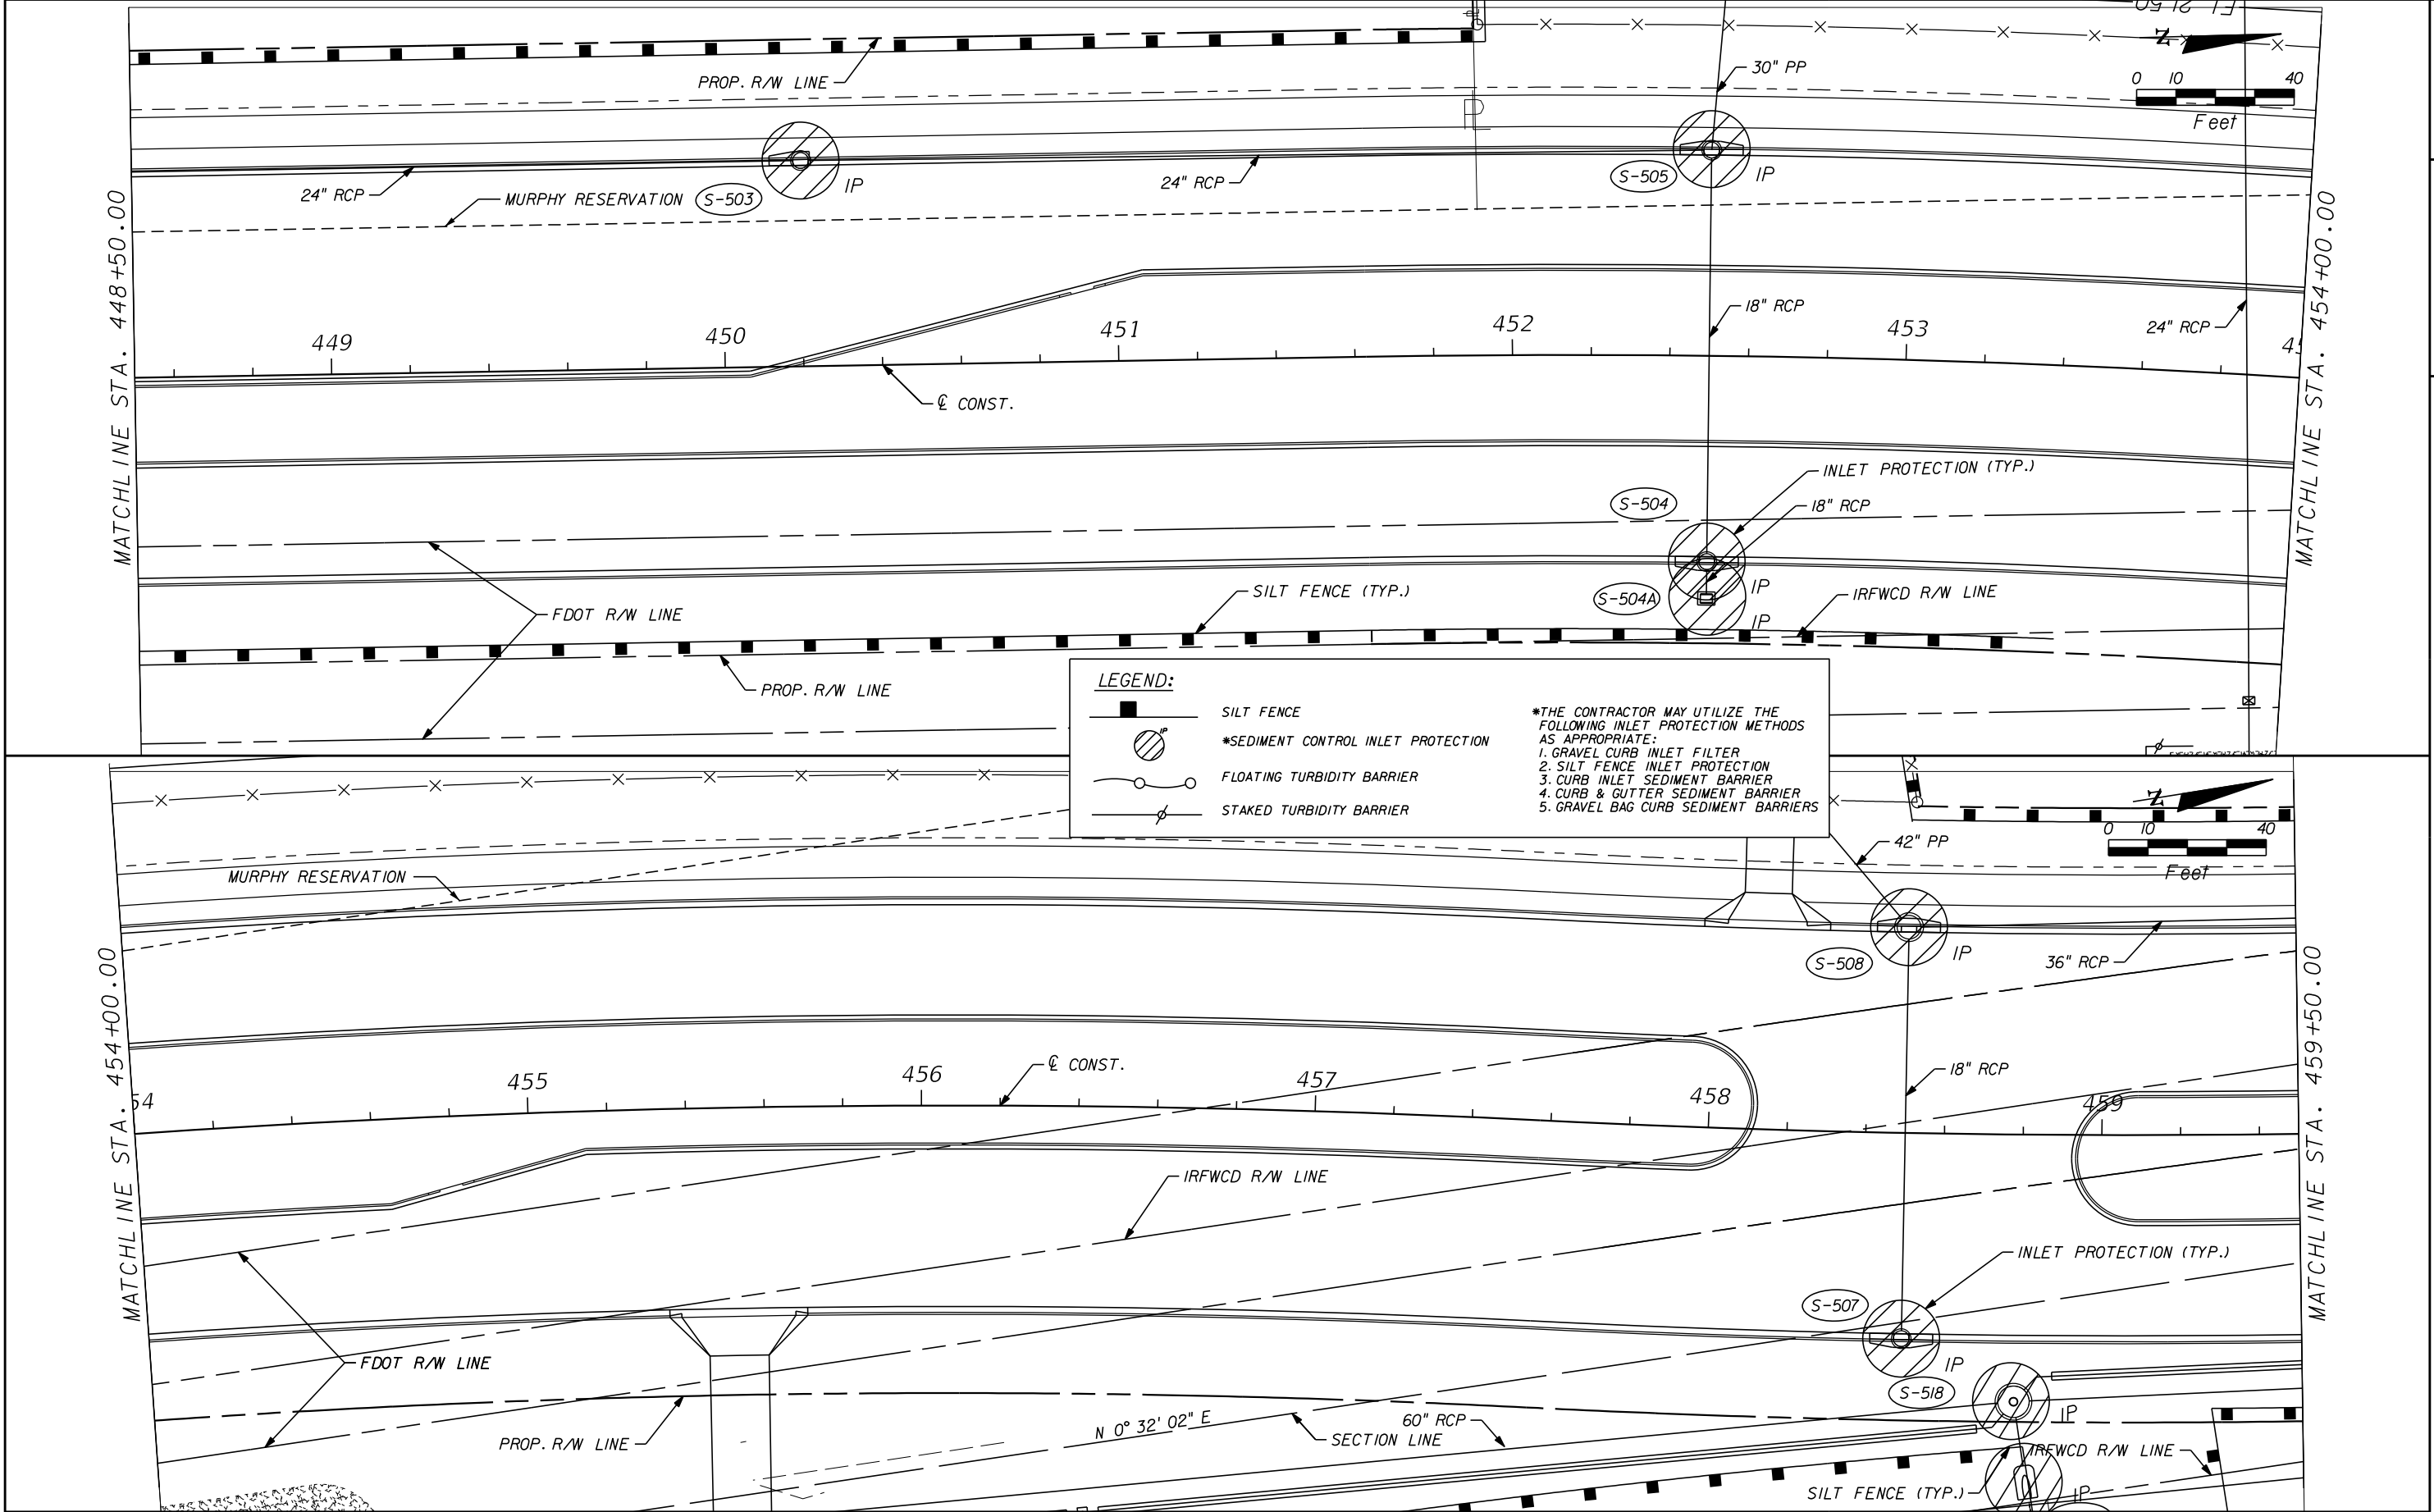 EL 21.50
Z
0 10 40
Feet
PROP. R/W LINE
30" PP
24" RCP
MURPHY RESERVATION
S-503
IP
24" RCP
S-505
IP
MATCHLINE STA. 448+50.00
MATCHLINE STA. 454+00.00
18" RCP
24" RCP
449
450
451
452
453
45
℄ CONST.
INLET PROTECTION (TYP.)
S-504
18" RCP
IP
S-504A
IP
SILT FENCE (TYP.)
IRFWCD R/W LINE
FDOT R/W LINE
PROP. R/W LINE
LEGEND:
SILT FENCE
IP
*SEDIMENT CONTROL INLET PROTECTION
FLOATING TURBIDITY BARRIER
STAKED TURBIDITY BARRIER
*THE CONTRACTOR MAY UTILIZE THE
FOLLOWING INLET PROTECTION METHODS
AS APPROPRIATE:
1. GRAVEL CURB INLET FILTER
2. SILT FENCE INLET PROTECTION
3. CURB INLET SEDIMENT BARRIER
4. CURB & GUTTER SEDIMENT BARRIER
5. GRAVEL BAG CURB SEDIMENT BARRIERS
Z
0 10 40
Feet
42" PP
MURPHY RESERVATION
S-508
IP
36" RCP
MATCHLINE STA. 454+00.00
MATCHLINE STA. 459+50.00
54
455
456
457
458
459
℄ CONST.
18" RCP
IRFWCD R/W LINE
INLET PROTECTION (TYP.)
S-507
IP
FDOT R/W LINE
S-518
IP
PROP. R/W LINE
N 0° 32' 02" E
SECTION LINE
60" RCP
IRFWCD R/W LINE
SILT FENCE (TYP.)
IP